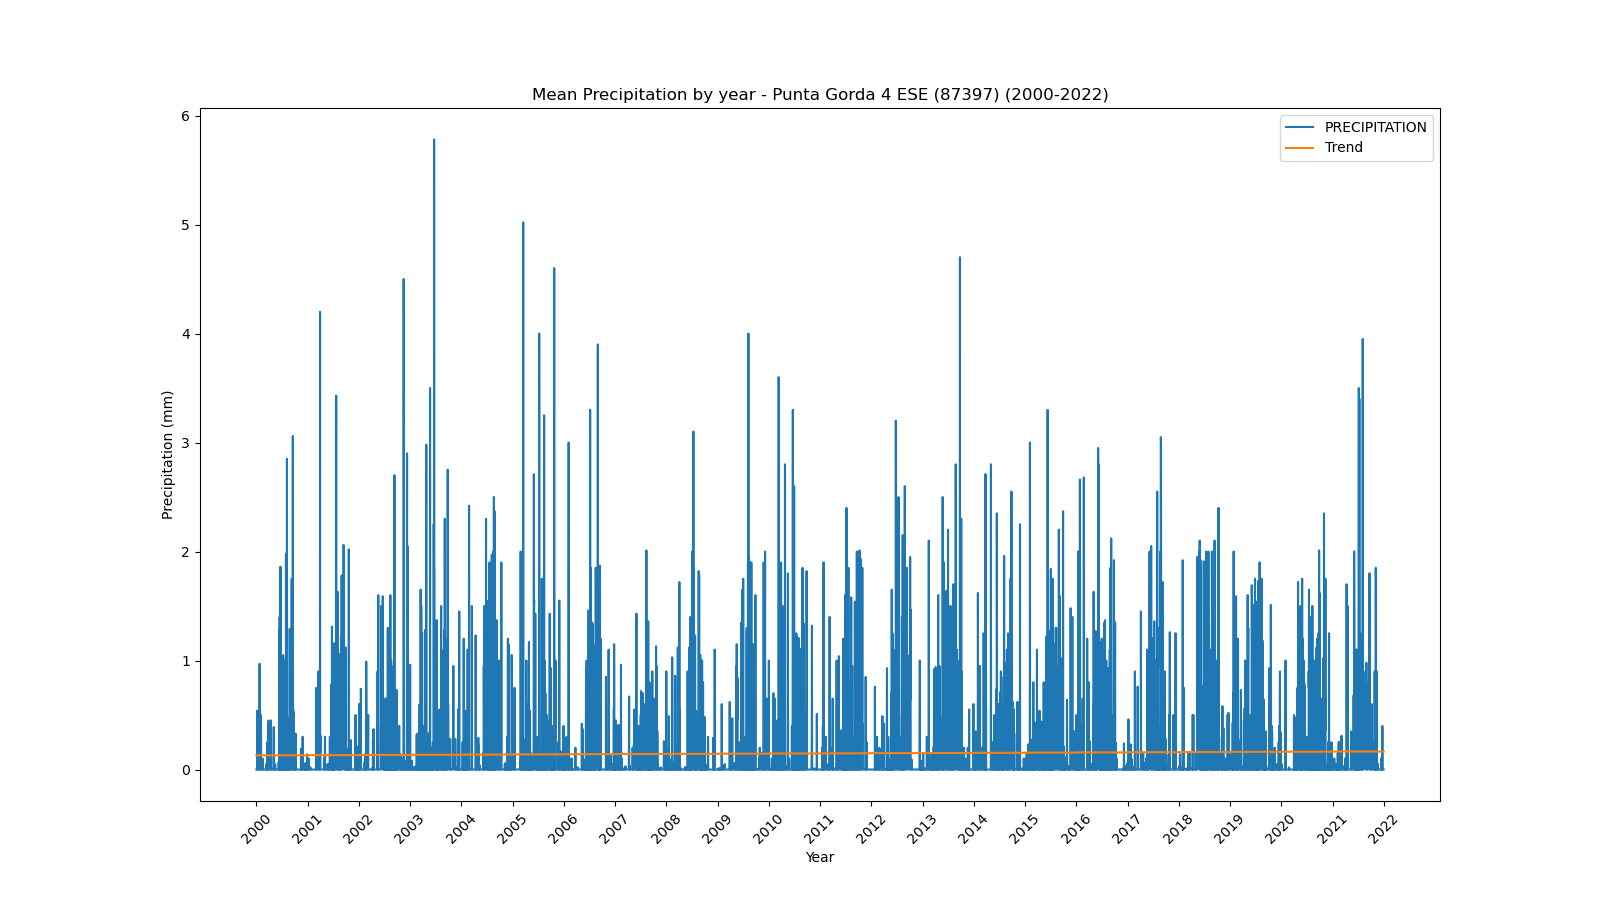 Mean Precipitation by year - Punta Gorda 4 ESE (87397) (2000-2022)
PRECIPITATION
Trend
6
5
4
3
2
1
0
Precipitation (mm)
2000 2001 2002 2003 2004 2005 2006 2007 2008 2009 2010 2011 2012 2013 2014 2015 2016 2017 2018 2019 2020 2021 2022
Year